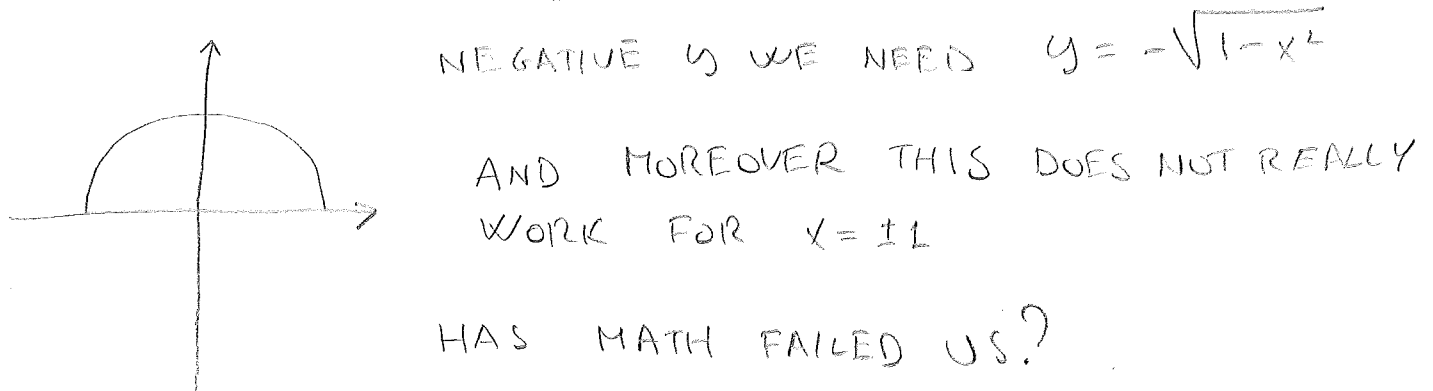 NEGATIVE y WE NEED y = -√(1-x²)
AND MOREOVER THIS DOES NOT REALLY
WORK FOR x = ±1
HAS MATH FAILED US?